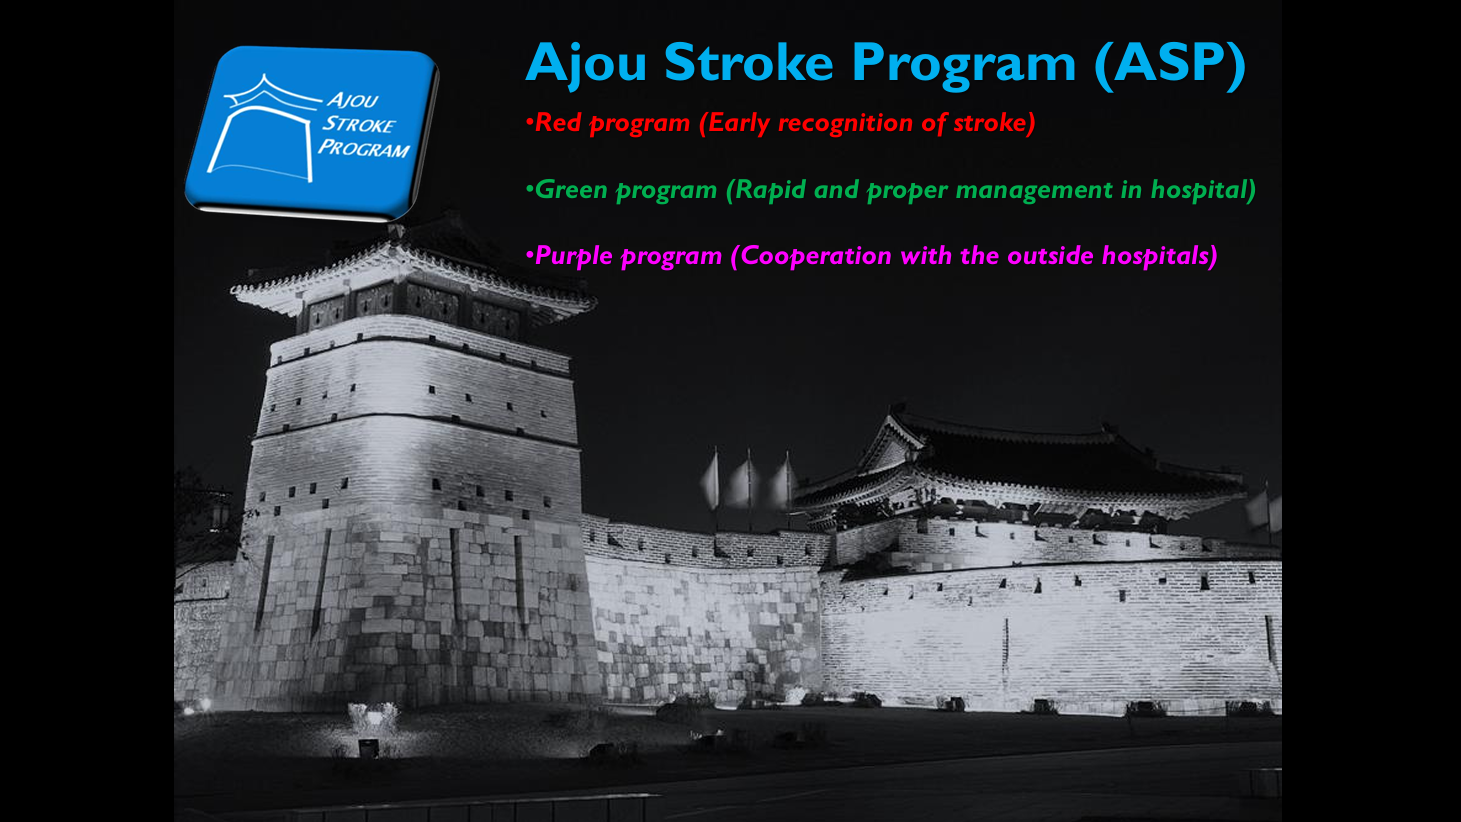 AJOU
STROKE
PROGRAM
Ajou Stroke Program (ASP)
•Red program (Early recognition of stroke)
•Green program (Rapid and proper management in hospital)
•Purple program (Cooperation with the outside hospitals)